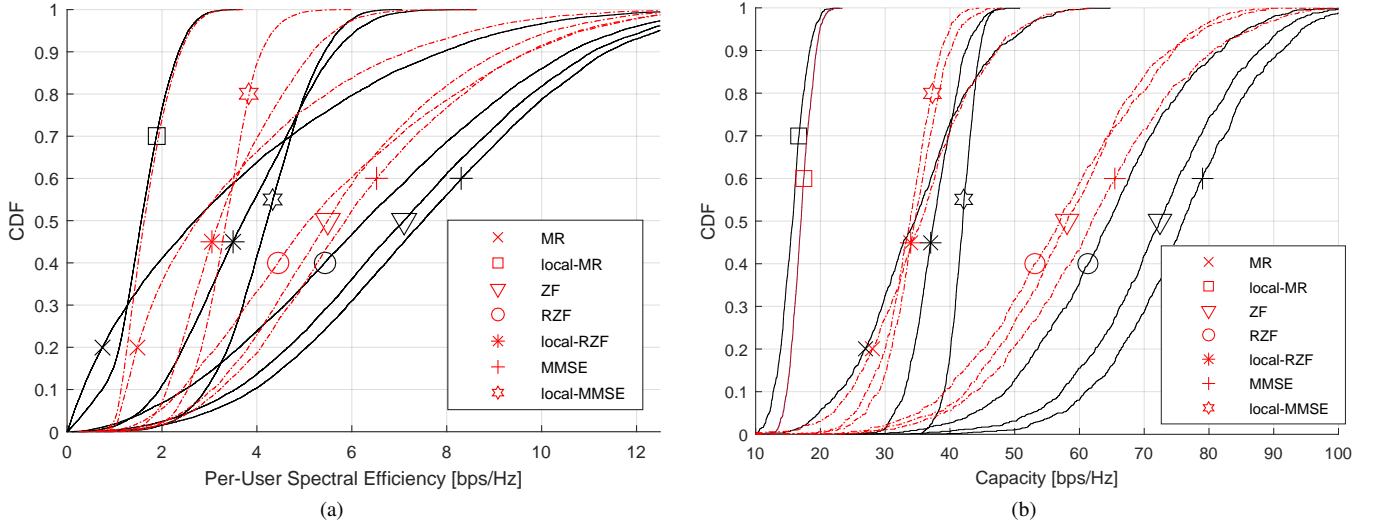 1
0.9
0.8
0.7
0.6
0.5
0.4
0.3
0.2
0.1
0
CDF
0 2 4 6 8 10 12
Per-User Spectral Efficiency [bps/Hz]
MR
local-MR
ZF
RZF
local-RZF
MMSE
local-MMSE
(a)
1
0.9
0.8
0.7
0.6
0.5
0.4
0.3
0.2
0.1
0
CDF
10 20 30 40 50 60 70 80 90 100
Capacity [bps/Hz]
MR
local-MR
ZF
RZF
local-RZF
MMSE
local-MMSE
(b)